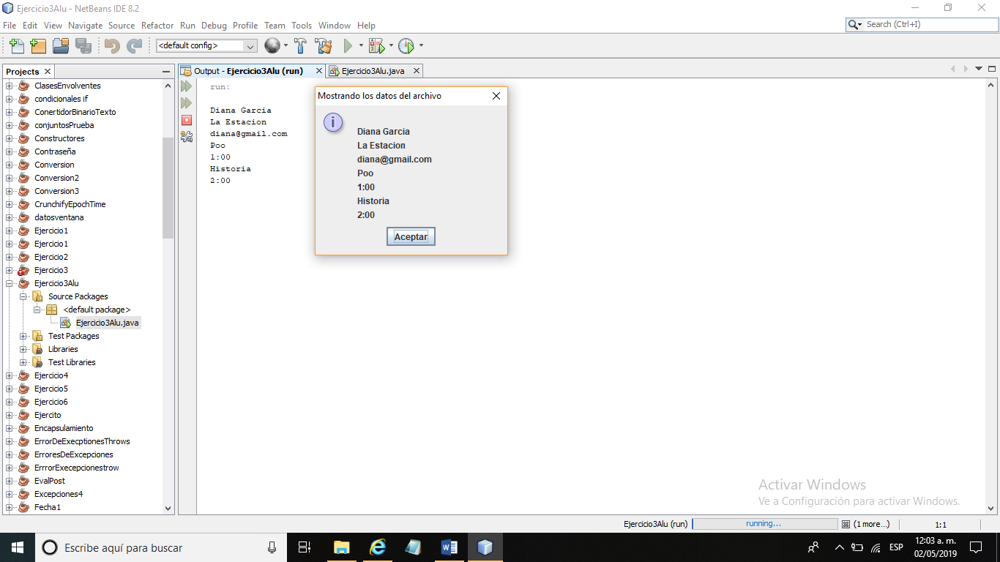 Ejercicio3Alu - NetBeans IDE 8.2
File Edit View Navigate Source Refactor Run Debug Profile Team Tools Window Help
Search (Ctrl+I)
<default config>
Projects
Output - Ejercicio3Alu (run)
Ejercicio3Alu.java
ClasesEnvolventes
condicionales if
ConertidorBinarioTexto
conjuntosPrueba
Constructores
Contraseña
Conversion
Conversion2
Conversion3
CrunchifyEpochTime
datosventana
Ejercicio1
Ejercicio1
Ejercicio2
Ejercicio3
Ejercicio3Alu
Source Packages
<default package>
Ejercicio3Alu.java
Test Packages
Libraries
Test Libraries
Ejercicio4
Ejercicio5
Ejercicio6
Ejercito
Encapsulamiento
ErrorDeExecptionesThrows
ErroresDeExcepciones
ErrrorExecepcionestrow
EvalPost
Excepciones4
Fecha1
run:
Diana Garcia
La Estacion
diana@gmail.com
Poo
1:00
Historia
2:00
Mostrando los datos del archivo
Diana Garcia
La Estacion
diana@gmail.com
Poo
1:00
Historia
2:00
Aceptar
Activar Windows
Ve a Configuración para activar Windows.
Ejercicio3Alu (run)
running...
(1 more...)
1:1
Escribe aquí para buscar
ESP
12:03 a. m.
02/05/2019